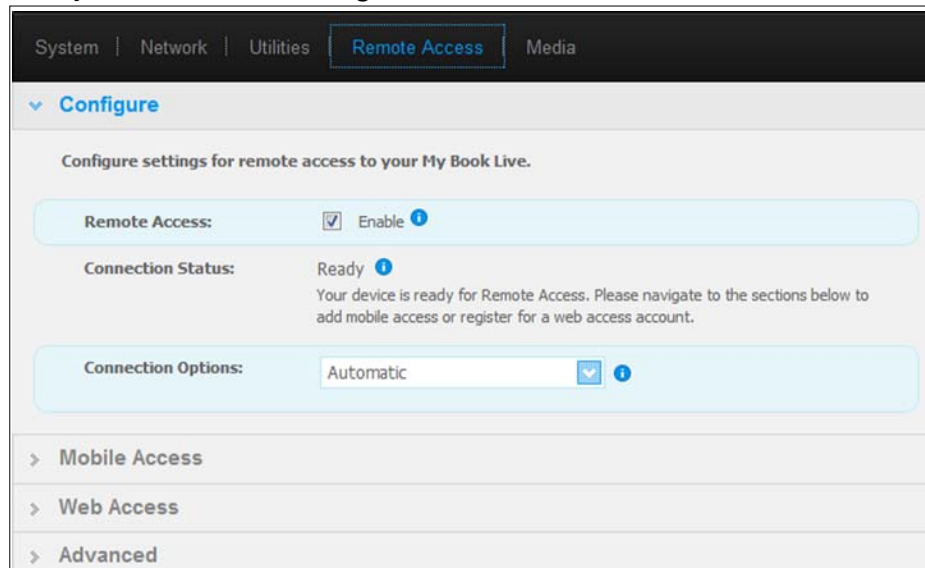 System | Network | Utilities | Remote Access | Media
Configure
Configure settings for remote access to your My Book Live.
Remote Access: Enable
Connection Status: Ready
Your device is ready for Remote Access. Please navigate to the sections below to
add mobile access or register for a web access account.
Connection Options: Automatic
Mobile Access
Web Access
Advanced